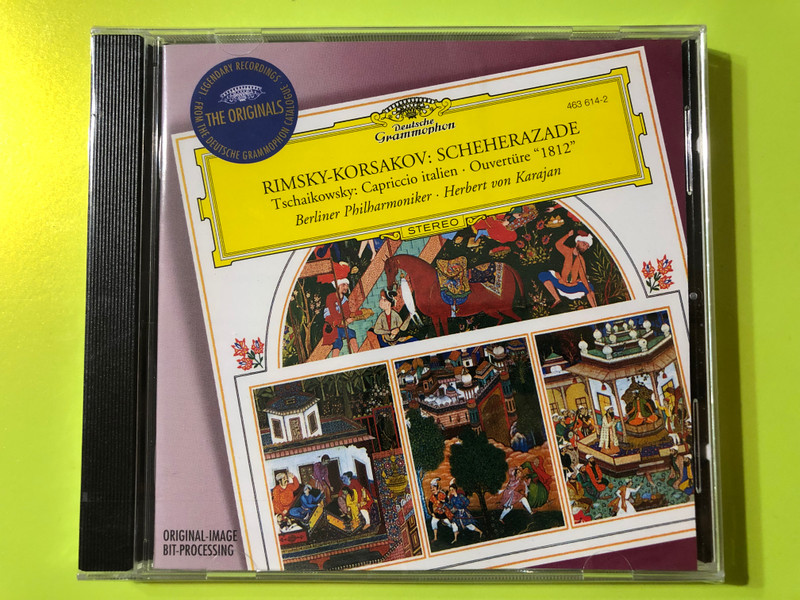 LEGENDARY RECORDINGS
THE ORIGINALS
FROM THE DEUTSCHE GRAMMOPHON CATALOGUE
463 614-2
Deutsche
Grammophon
RIMSKY-KORSAKOV: SCHEHERAZADE
Tschaikowsky: Capriccio italien · Ouvertüre "1812"
Berliner Philharmoniker · Herbert von Karajan
STEREO
ORIGINAL-IMAGE
BIT-PROCESSING